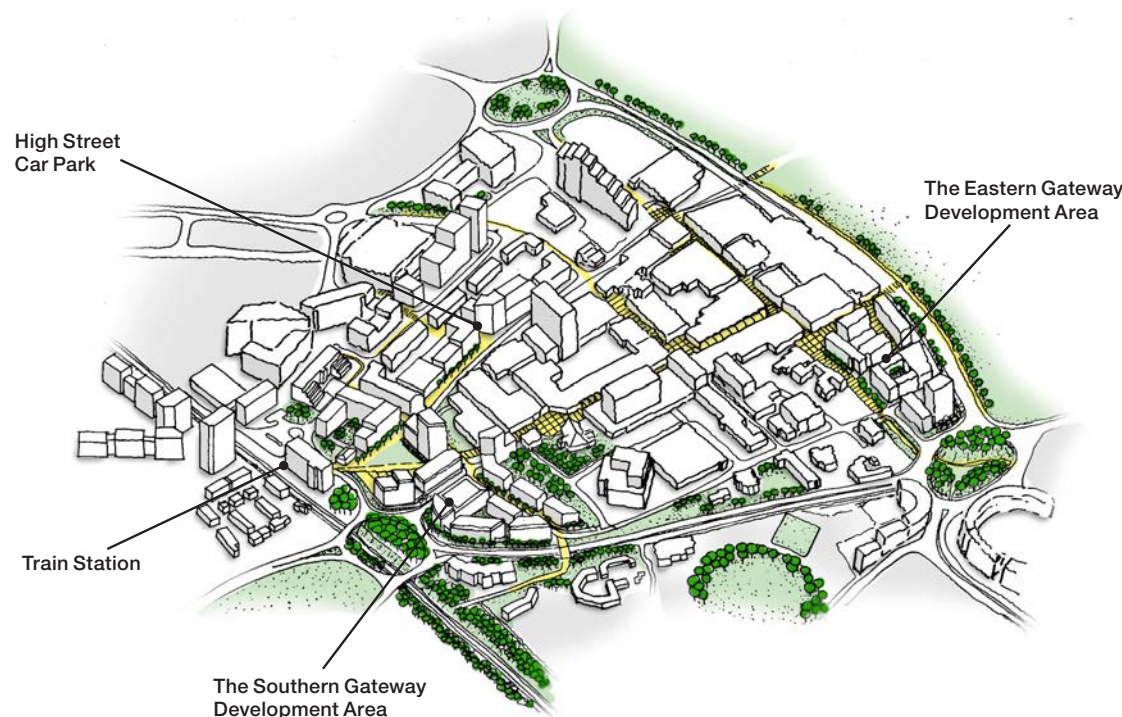 High Street
Car Park
The Eastern Gateway
Development Area
Train Station
The Southern Gateway
Development Area